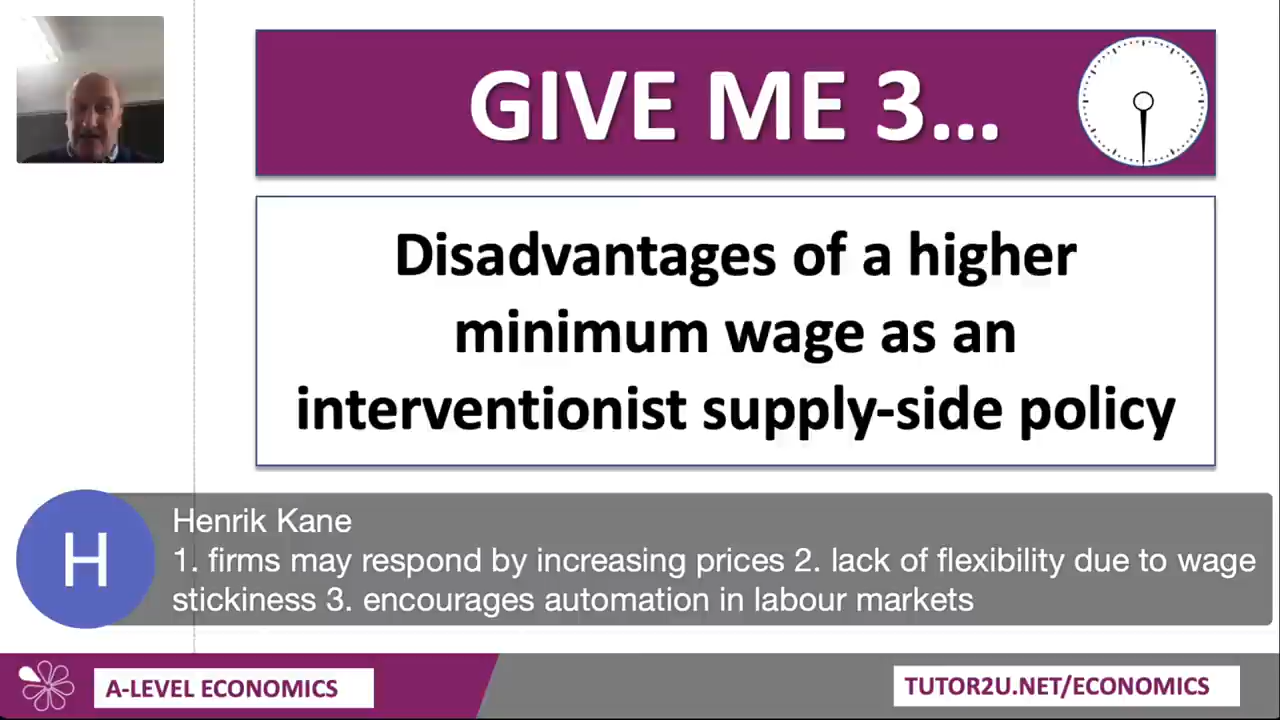 GIVE ME 3...
Disadvantages of a higher
minimum wage as an
interventionist supply-side policy
H
Henrik Kane
1. firms may respond by increasing prices 2. lack of flexibility due to wage
stickiness 3. encourages automation in labour markets
A-LEVEL ECONOMICS
TUTOR2U.NET/ECONOMICS